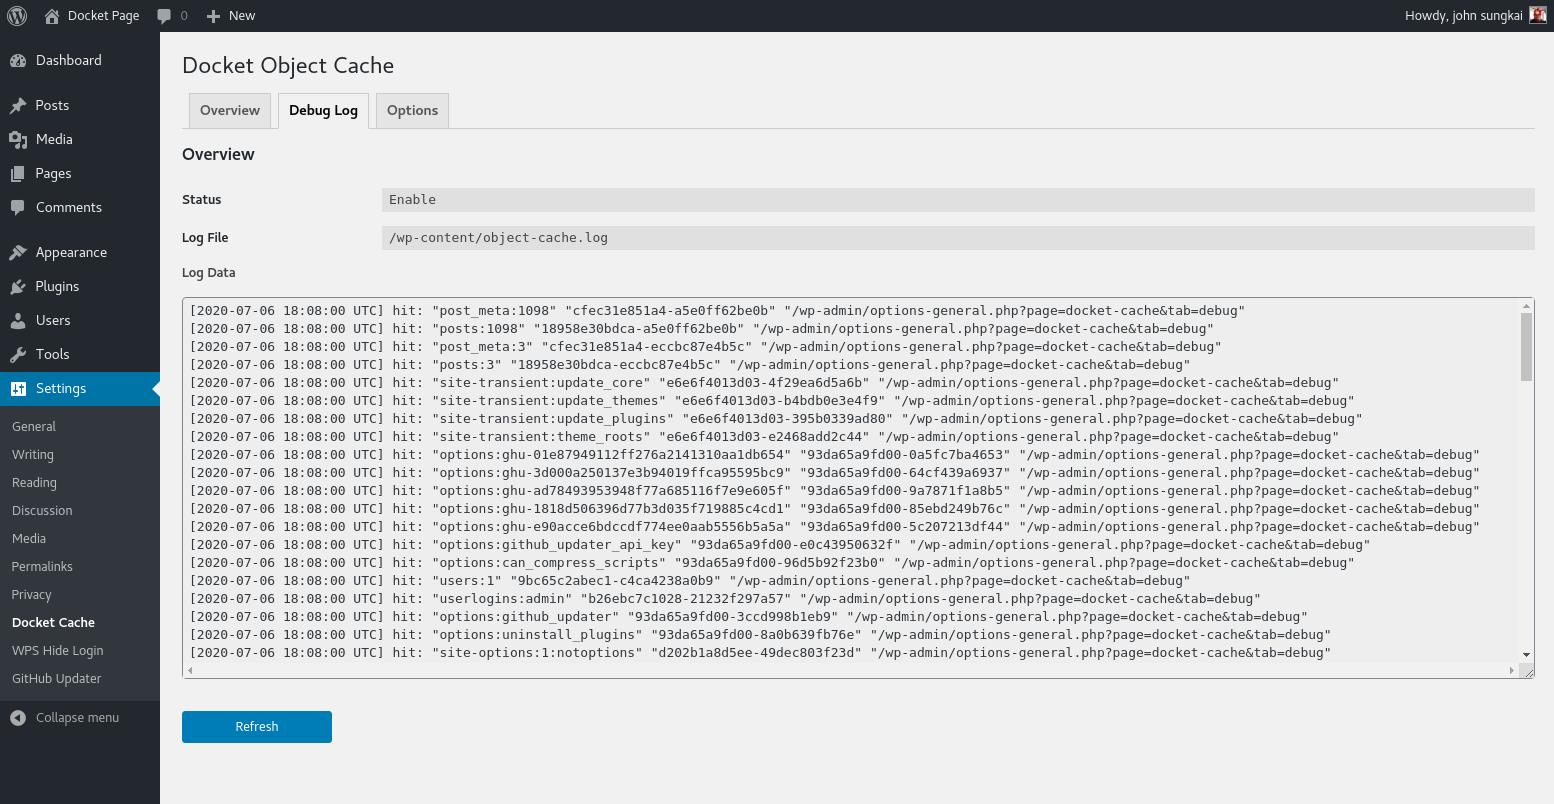 Docket Page 0 New Howdy, john sungkai
Dashboard
Posts
Media
Pages
Comments
Appearance
Plugins
Users
Tools
Settings
General
Writing
Reading
Discussion
Media
Permalinks
Privacy
Docket Cache
WPS Hide Login
GitHub Updater
Collapse menu
Docket Object Cache
Overview Debug Log Options
Overview
Status Enable
Log File /wp-content/object-cache.log
Log Data
[2020-07-06 18:08:00 UTC] hit: "post_meta:1098" "cfec31e851a4-a5e0ff62be0b" "/wp-admin/options-general.php?page=docket-cache&tab=debug"
[2020-07-06 18:08:00 UTC] hit: "posts:1098" "18958e30bdca-a5e0ff62be0b" "/wp-admin/options-general.php?page=docket-cache&tab=debug"
[2020-07-06 18:08:00 UTC] hit: "post_meta:3" "cfec31e851a4-eccbc87e4b5c" "/wp-admin/options-general.php?page=docket-cache&tab=debug"
[2020-07-06 18:08:00 UTC] hit: "posts:3" "18958e30bdca-eccbc87e4b5c" "/wp-admin/options-general.php?page=docket-cache&tab=debug"
[2020-07-06 18:08:00 UTC] hit: "site-transient:update_core" "e6e6f4013d03-4f29ea6d5a6b" "/wp-admin/options-general.php?page=docket-cache&tab=debug"
[2020-07-06 18:08:00 UTC] hit: "site-transient:update_themes" "e6e6f4013d03-b4bdb0e3e4f9" "/wp-admin/options-general.php?page=docket-cache&tab=debug"
[2020-07-06 18:08:00 UTC] hit: "site-transient:update_plugins" "e6e6f4013d03-395b0339ad80" "/wp-admin/options-general.php?page=docket-cache&tab=debug"
[2020-07-06 18:08:00 UTC] hit: "site-transient:theme_roots" "e6e6f4013d03-e2468add2c44" "/wp-admin/options-general.php?page=docket-cache&tab=debug"
[2020-07-06 18:08:00 UTC] hit: "options:ghu-01e87949112ff276a2141310aa1db654" "93da65a9fd00-0a5fc7ba4653" "/wp-admin/options-general.php?page=docket-cache&tab=debug"
[2020-07-06 18:08:00 UTC] hit: "options:ghu-3d000a250137e3b94019ffca95595bc9" "93da65a9fd00-64cf439a6937" "/wp-admin/options-general.php?page=docket-cache&tab=debug"
[2020-07-06 18:08:00 UTC] hit: "options:ghu-ad78493953948f77a685116f7e9e605f" "93da65a9fd00-9a7871f1a8b5" "/wp-admin/options-general.php?page=docket-cache&tab=debug"
[2020-07-06 18:08:00 UTC] hit: "options:ghu-1818d506396d77b3d035f719885c4cd1" "93da65a9fd00-85ebd249b76c" "/wp-admin/options-general.php?page=docket-cache&tab=debug"
[2020-07-06 18:08:00 UTC] hit: "options:ghu-e90acce6bdccdf774ee0aab5556b5a5a" "93da65a9fd00-5c207213df44" "/wp-admin/options-general.php?page=docket-cache&tab=debug"
[2020-07-06 18:08:00 UTC] hit: "options:github_updater_api_key" "93da65a9fd00-e0c43950632f" "/wp-admin/options-general.php?page=docket-cache&tab=debug"
[2020-07-06 18:08:00 UTC] hit: "options:can_compress_scripts" "93da65a9fd00-96d5b92f23b0" "/wp-admin/options-general.php?page=docket-cache&tab=debug"
[2020-07-06 18:08:00 UTC] hit: "users:1" "9bc65c2abec1-c4ca4238a0b9" "/wp-admin/options-general.php?page=docket-cache&tab=debug"
[2020-07-06 18:08:00 UTC] hit: "userlogins:admin" "b26ebc7c1028-21232f297a57" "/wp-admin/options-general.php?page=docket-cache&tab=debug"
[2020-07-06 18:08:00 UTC] hit: "options:github_updater" "93da65a9fd00-3ccd998b1eb9" "/wp-admin/options-general.php?page=docket-cache&tab=debug"
[2020-07-06 18:08:00 UTC] hit: "options:uninstall_plugins" "93da65a9fd00-8a0b639fb76e" "/wp-admin/options-general.php?page=docket-cache&tab=debug"
[2020-07-06 18:08:00 UTC] hit: "site-options:1:notoptions" "d202b1a8d5ee-49dec803f23d" "/wp-admin/options-general.php?page=docket-cache&tab=debug"
Refresh